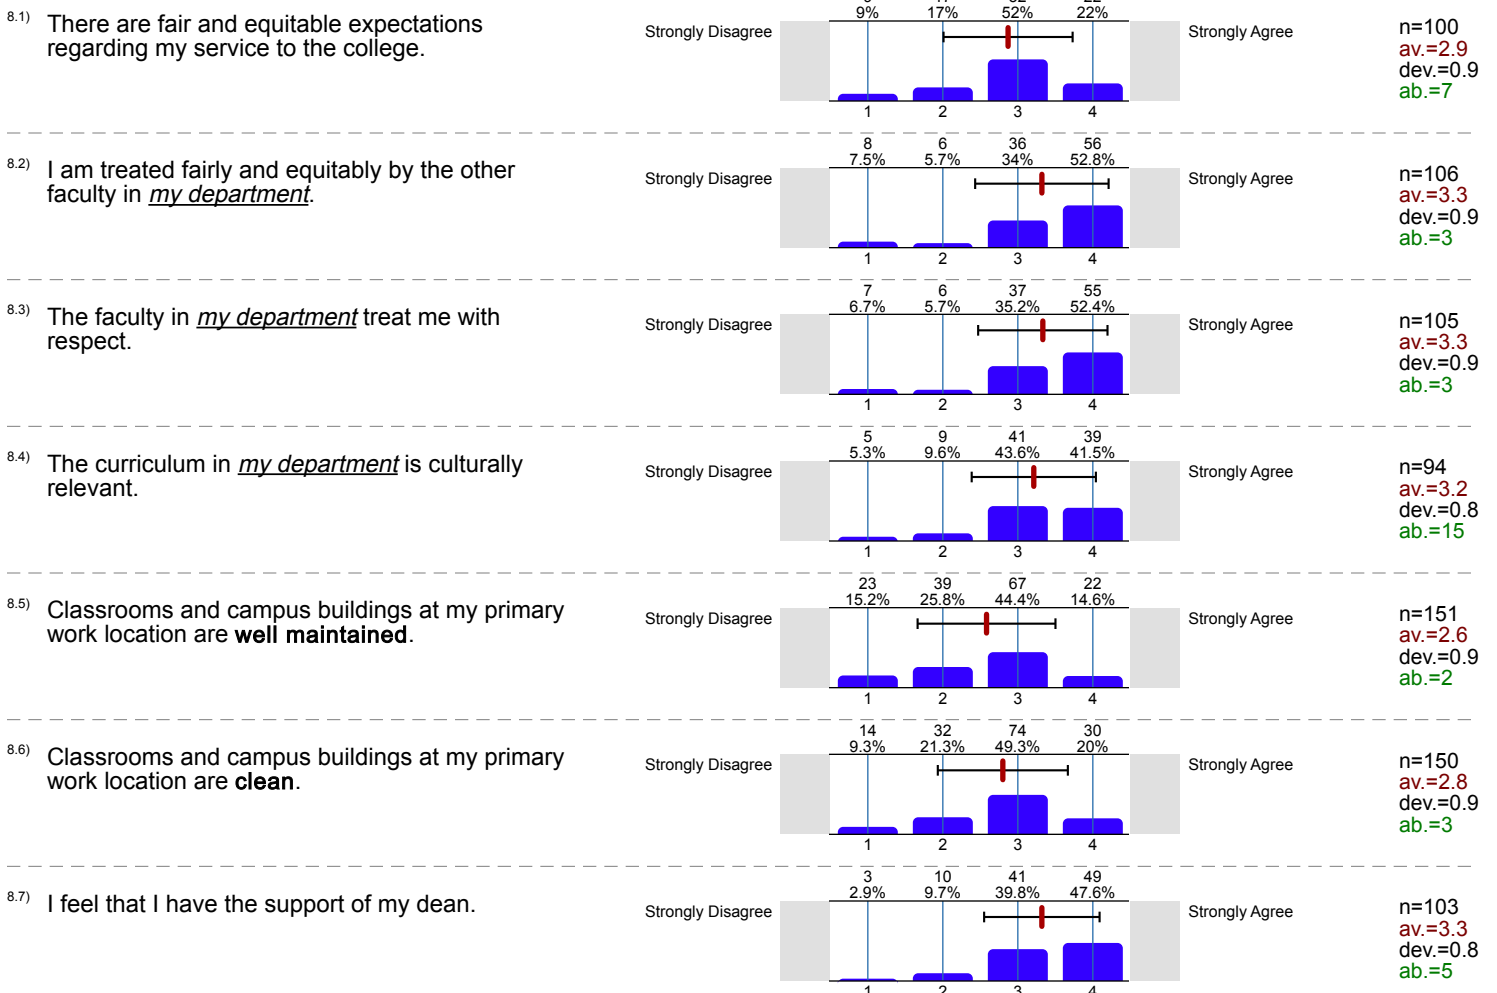 9% 17% 52% 22%
8.1) There are fair and equitable expectations
regarding my service to the college.
Strongly Disagree Strongly Agree
n=100
av.=2.9
dev.=0.9
ab.=7
1 2 3 4
8 6 36 56
7.5% 5.7% 34% 52.8%
8.2) I am treated fairly and equitably by the other
faculty in my department.
Strongly Disagree Strongly Agree
n=106
av.=3.3
dev.=0.9
ab.=3
1 2 3 4
7 6 37 55
6.7% 5.7% 35.2% 52.4%
8.3) The faculty in my department treat me with
respect.
Strongly Disagree Strongly Agree
n=105
av.=3.3
dev.=0.9
ab.=3
1 2 3 4
5 9 41 39
5.3% 9.6% 43.6% 41.5%
8.4) The curriculum in my department is culturally
relevant.
Strongly Disagree Strongly Agree
n=94
av.=3.2
dev.=0.8
ab.=15
1 2 3 4
23 39 67 22
15.2% 25.8% 44.4% 14.6%
8.5) Classrooms and campus buildings at my primary
work location are well maintained.
Strongly Disagree Strongly Agree
n=151
av.=2.6
dev.=0.9
ab.=2
1 2 3 4
14 32 74 30
9.3% 21.3% 49.3% 20%
8.6) Classrooms and campus buildings at my primary
work location are clean.
Strongly Disagree Strongly Agree
n=150
av.=2.8
dev.=0.9
ab.=3
1 2 3 4
3 10 41 49
2.9% 9.7% 39.8% 47.6%
8.7) I feel that I have the support of my dean.
Strongly Disagree Strongly Agree
n=103
av.=3.3
dev.=0.8
ab.=5
1 2 3 4